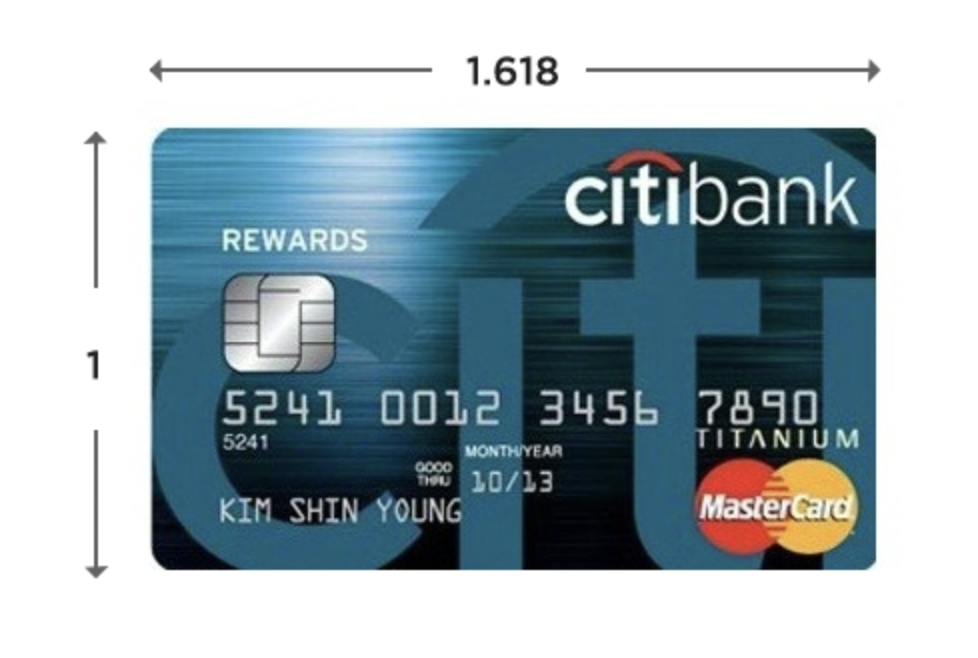 1.618
citibank
REWARDS
1
5241 0012 3456 7890
5241
TITANIUM
MONTH/YEAR
GOOD THRU
10/13
KIM SHIN YOUNG
MasterCard
citi